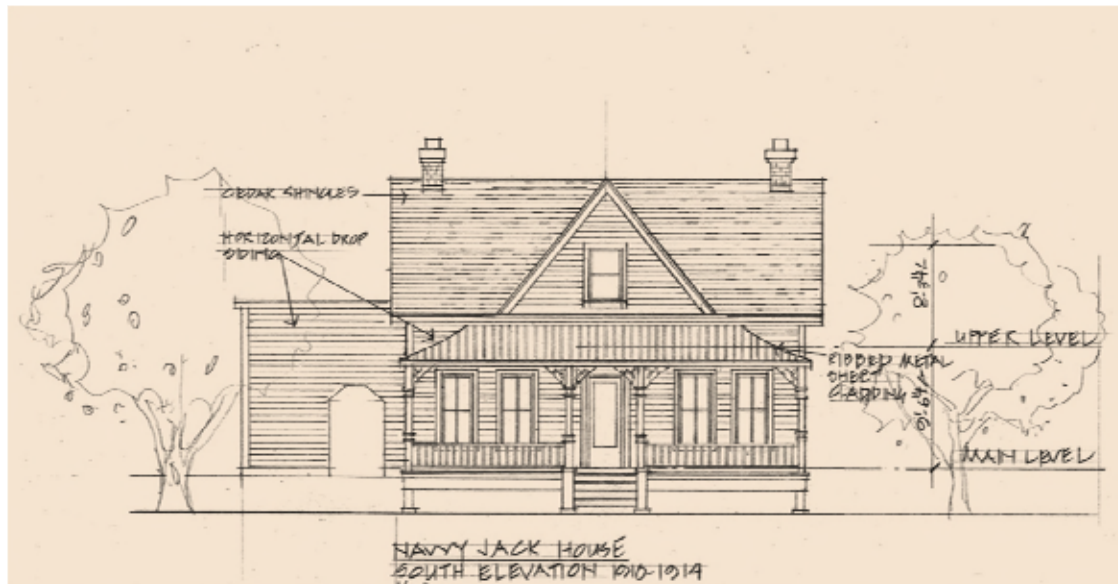 CEDAR SHINGLES
HORIZONTAL DROP
SIDING
UPPER LEVEL
RIBBED METAL
SHEET
CLADDING
MAIN LEVEL
NAVVY JACK HOUSE
SOUTH ELEVATION 1910-1914